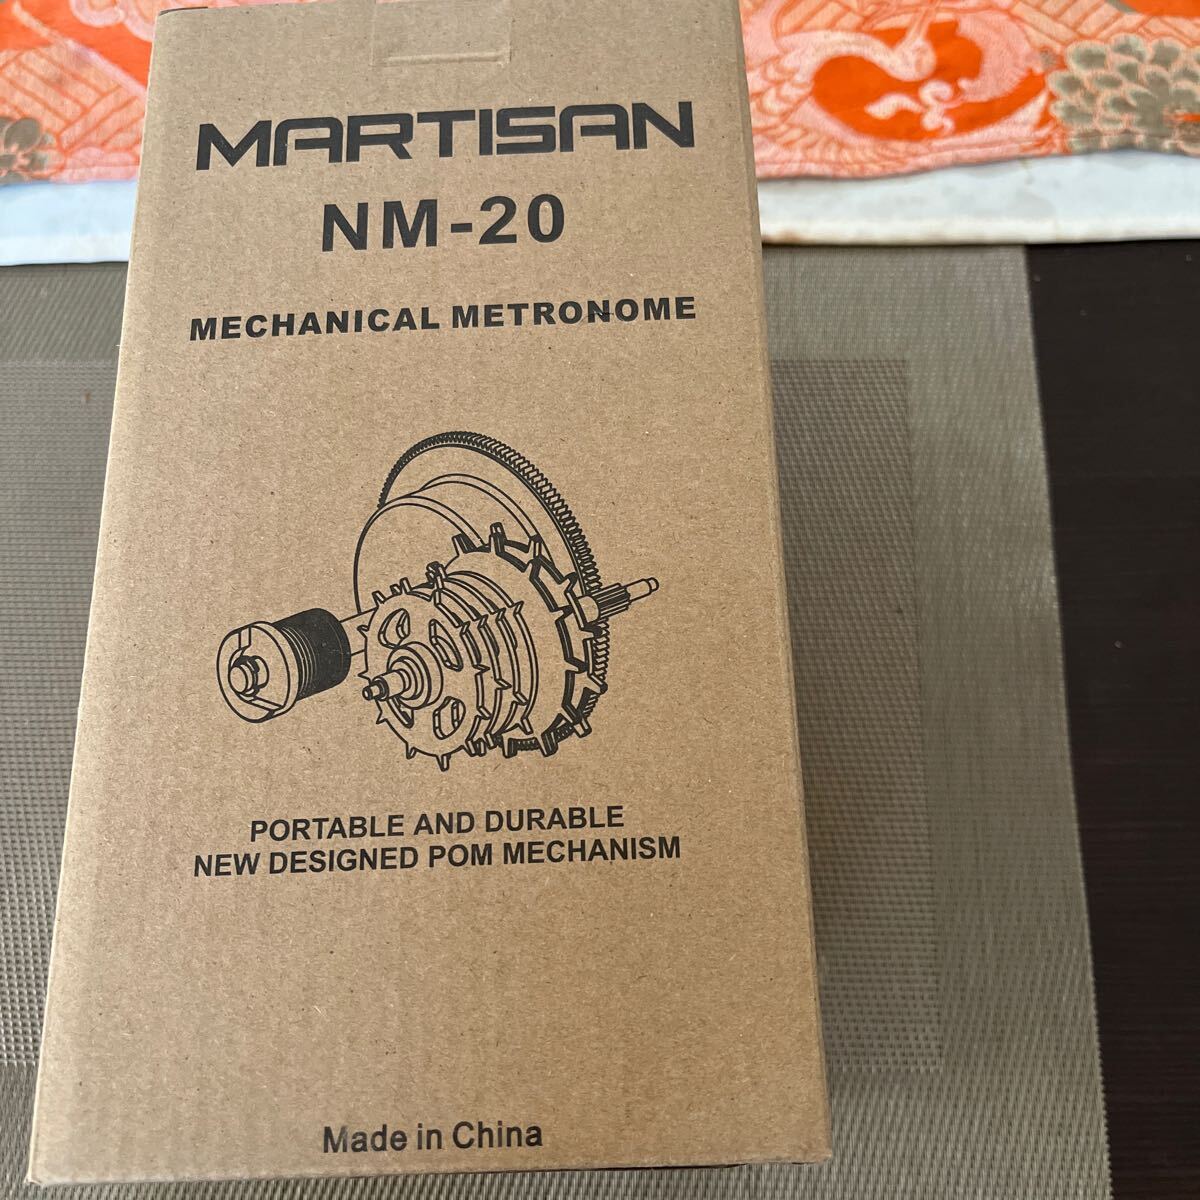 MARTISAN
NM-20
MECHANICAL METRONOME
PORTABLE AND DURABLE
NEW DESIGNED POM MECHANISM
Made in China